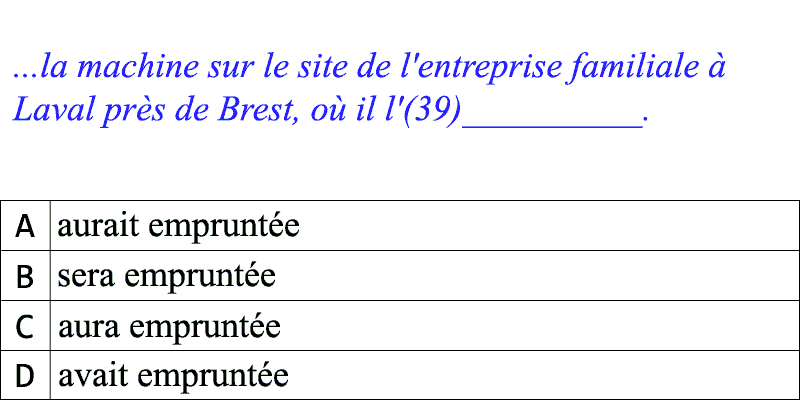 ...la machine sur le site de l'entreprise familiale à
Laval près de Brest, où il l'(39)__________.
A aurait empruntée
B sera empruntée
C aura empruntée
D avait empruntée